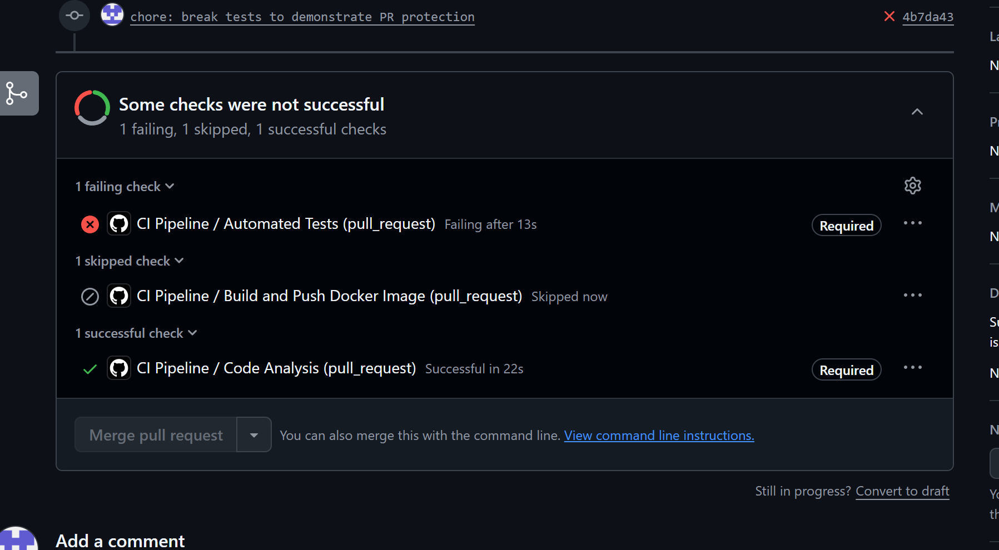 chore: break tests to demonstrate PR protection
4b7da43
Some checks were not successful
1 failing, 1 skipped, 1 successful checks
1 failing check
CI Pipeline / Automated Tests (pull_request) Failing after 13s
Required
1 skipped check
CI Pipeline / Build and Push Docker Image (pull_request) Skipped now
1 successful check
CI Pipeline / Code Analysis (pull_request) Successful in 22s
Required
Merge pull request
You can also merge this with the command line. View command line instructions.
Still in progress? Convert to draft
Add a comment